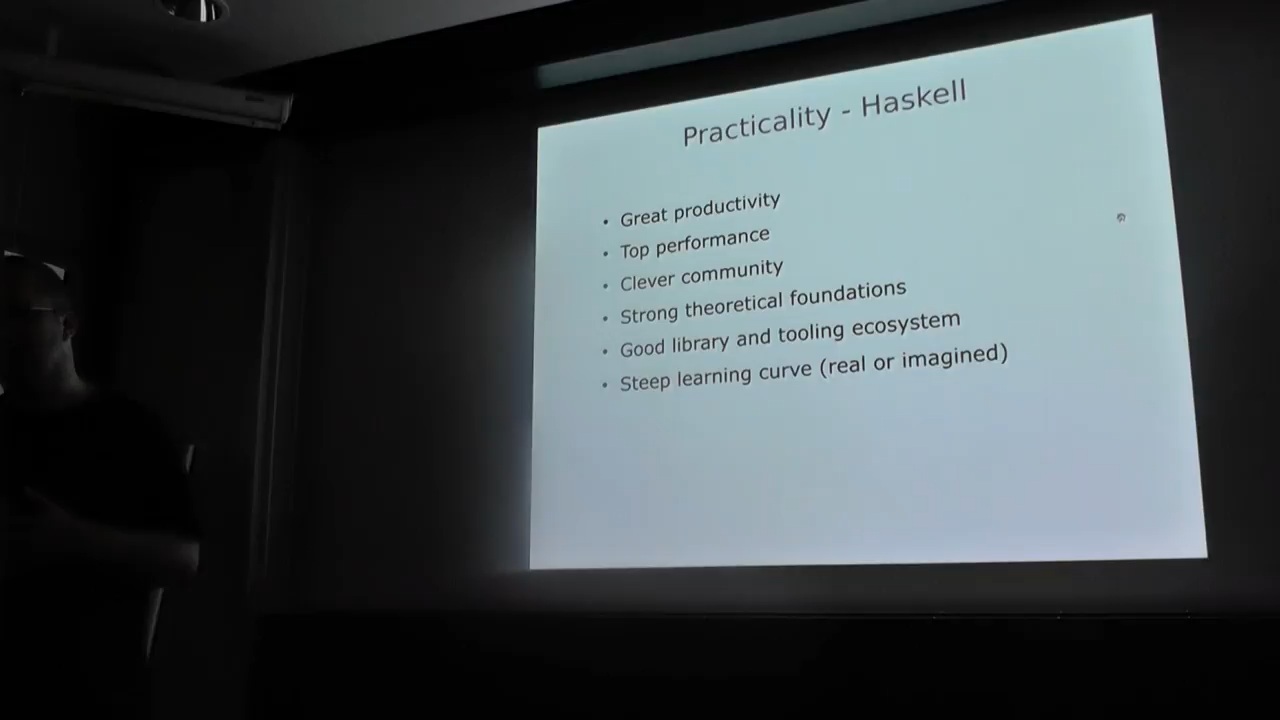 Practicality - Haskell
• Great productivity
• Top performance
• Clever community
• Strong theoretical foundations
• Good library and tooling ecosystem
• Steep learning curve (real or imagined)